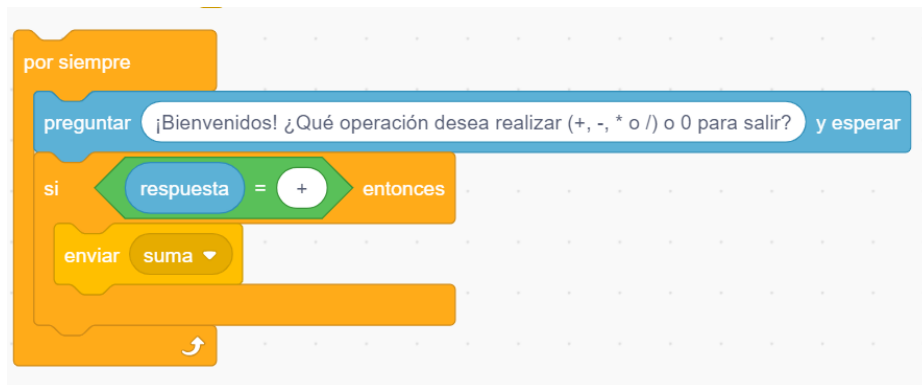 por siempre
preguntar ¡Bienvenidos! ¿Qué operación desea realizar (+, -, * o /) o 0 para salir? y esperar
si respuesta = + entonces
enviar suma